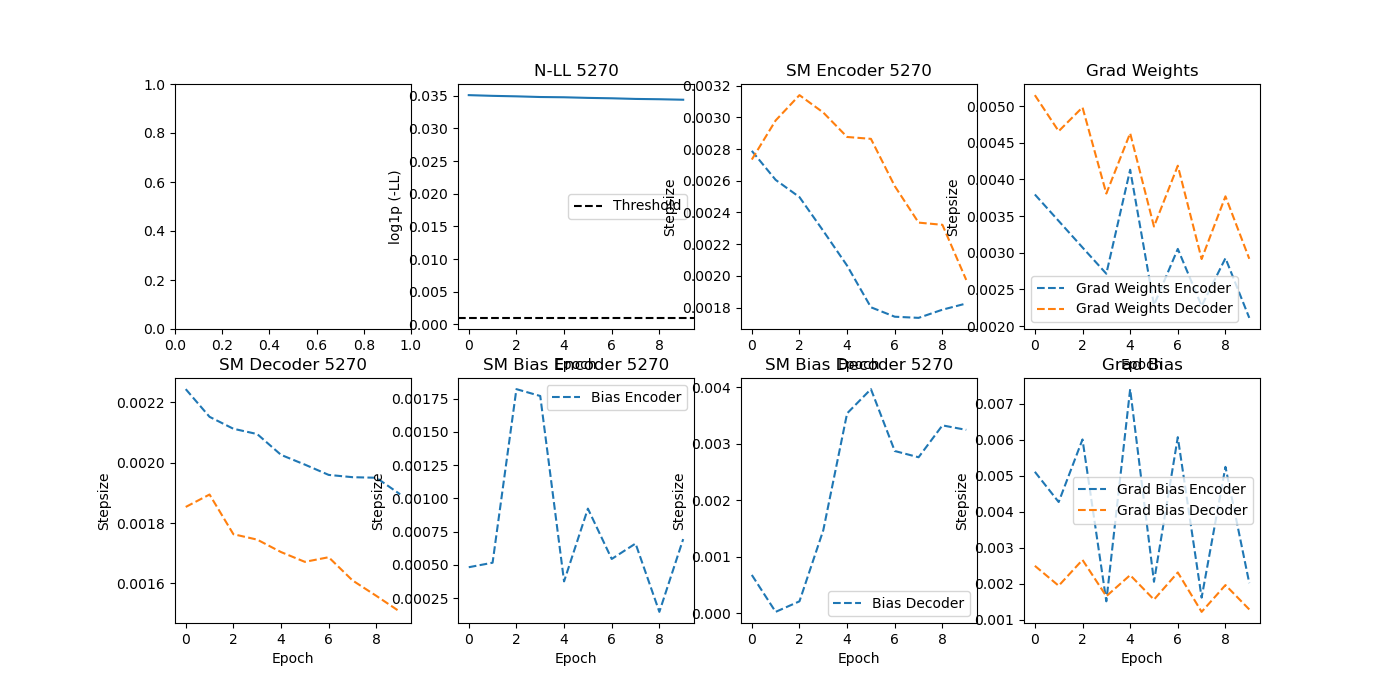 N-LL 5270
SM Encoder 5270
Grad Weights
1.0
0.8
0.6
0.4
0.2
0.0
0.0 0.2 0.4 0.6 0.8 1.0
log1p (-LL)
0.035
0.030
0.025
0.020
0.015
0.010
0.005
0.000
Threshold
0 2 4 6 8
Epoch
Stepsize
0.0032
0.0030
0.0028
0.0026
0.0024
0.0022
0.0020
0.0018
0 2 4 6 8
Epoch
Stepsize
0.0050
0.0045
0.0040
0.0035
0.0030
0.0025
0.0020
Grad Weights Encoder
Grad Weights Decoder
0 2 4 6 8
Epoch
SM Decoder 5270
SM Bias Encoder 5270
SM Bias Decoder 5270
Grad Bias
Stepsize
0.0022
0.0020
0.0018
0.0016
0 2 4 6 8
Epoch
Stepsize
0.00175
0.00150
0.00125
0.00100
0.00075
0.00050
0.00025
Bias Encoder
0 2 4 6 8
Epoch
Stepsize
0.004
0.003
0.002
0.001
0.000
Bias Decoder
0 2 4 6 8
Epoch
Stepsize
0.007
0.006
0.005
0.004
0.003
0.002
0.001
Grad Bias Encoder
Grad Bias Decoder
0 2 4 6 8
Epoch